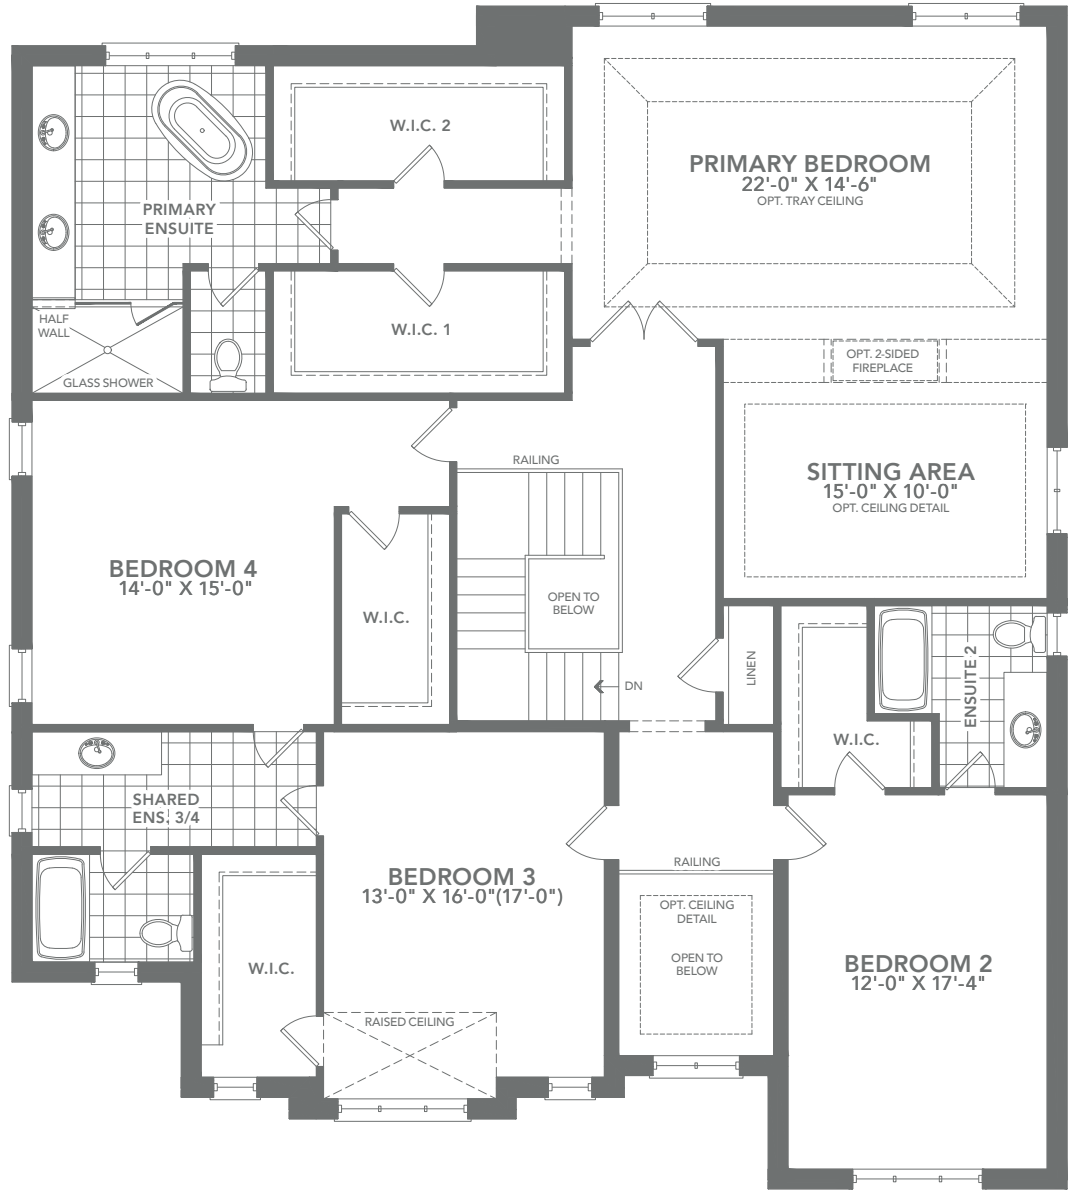 W.I.C. 2
PRIMARY BEDROOM
22'-0" X 14'-6"
OPT. TRAY CEILING
PRIMARY
ENSUITE
HALF
WALL
W.I.C. 1
GLASS SHOWER
OPT. 2-SIDED
FIREPLACE
RAILING
SITTING AREA
15'-0" X 10'-0"
OPT. CEILING DETAIL
BEDROOM 4
14'-0" X 15'-0"
W.I.C.
OPEN TO
BELOW
LINEN
DN
ENSUITE 2
W.I.C.
SHARED
ENS. 3/4
BEDROOM 3
13'-0" X 16'-0"(17'-0")
RAILING
OPT. CEILING
DETAIL
OPEN TO
BELOW
W.I.C.
BEDROOM 2
12'-0" X 17'-4"
RAISED CEILING